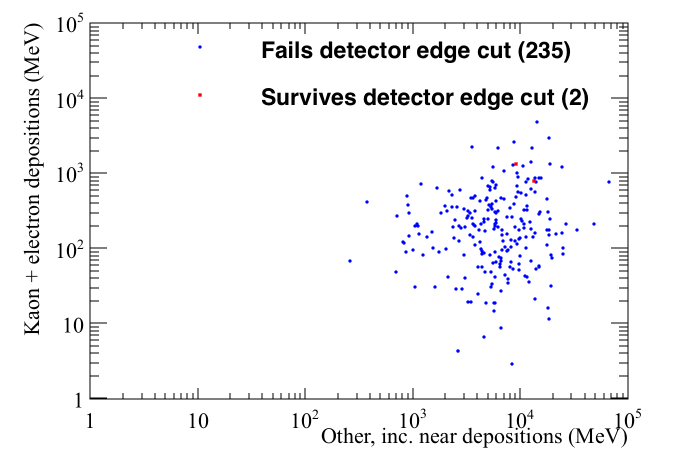 Kaon + electron depositions (MeV)
10^5
Fails detector edge cut (235)
10^4
Survives detector edge cut (2)
10^3
10^2
10
1
1 10 10^2 10^3 10^4 10^5
Other, inc. near depositions (MeV)